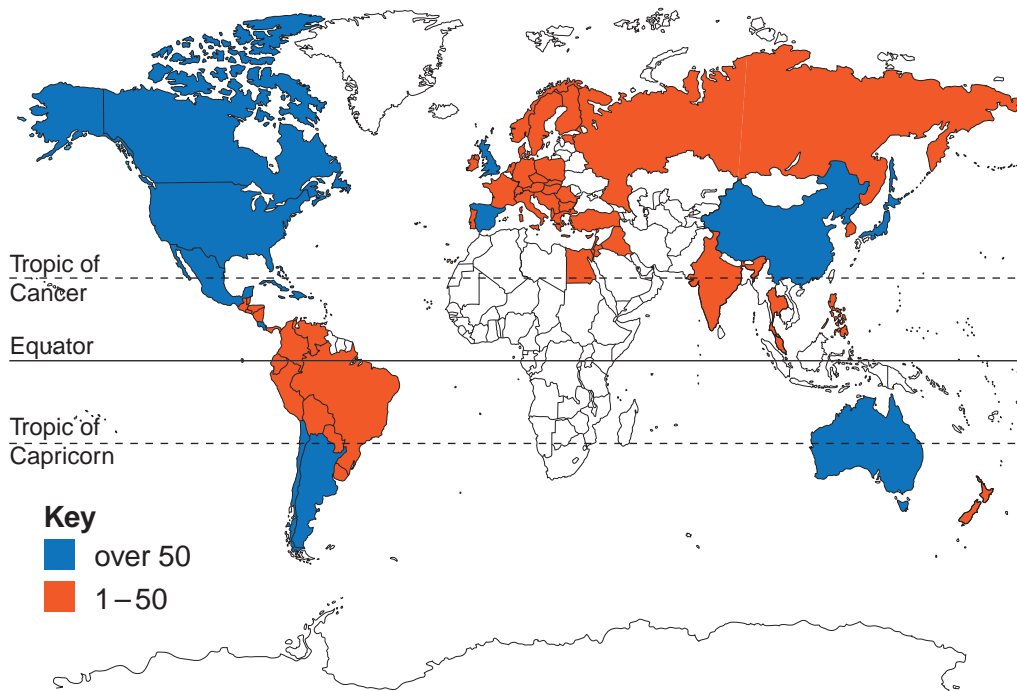 Tropic of
Cancer
Equator
Tropic of
Capricorn
Key
over 50
1–50